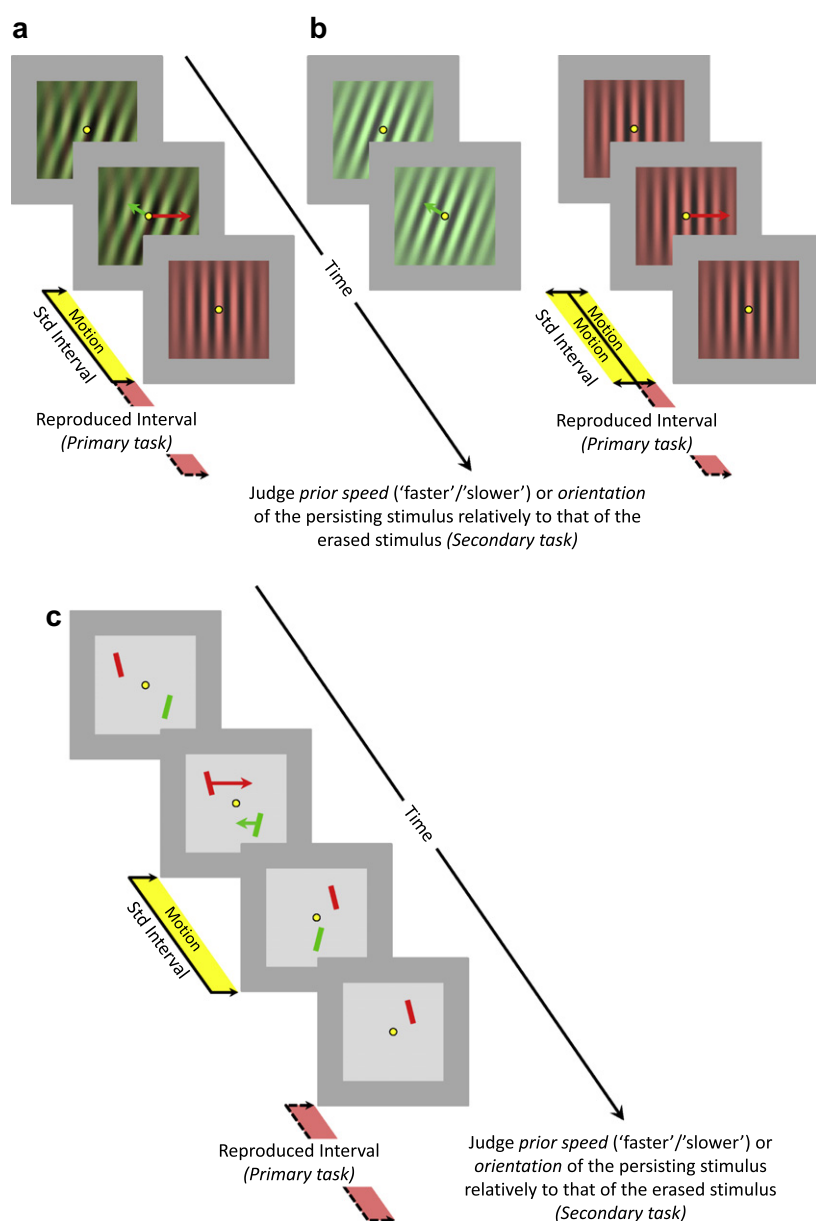 a
b
Time
Motion
Std Interval
Reproduced Interval
(Primary task)
Motion
Motion
Std Interval
Reproduced Interval
(Primary task)
Judge prior speed (‘faster’/’slower’) or orientation
of the persisting stimulus relatively to that of the
erased stimulus (Secondary task)
c
Time
Motion
Std Interval
Reproduced Interval
(Primary task)
Judge prior speed (‘faster’/’slower’) or
orientation of the persisting stimulus
relatively to that of the erased stimulus
(Secondary task)